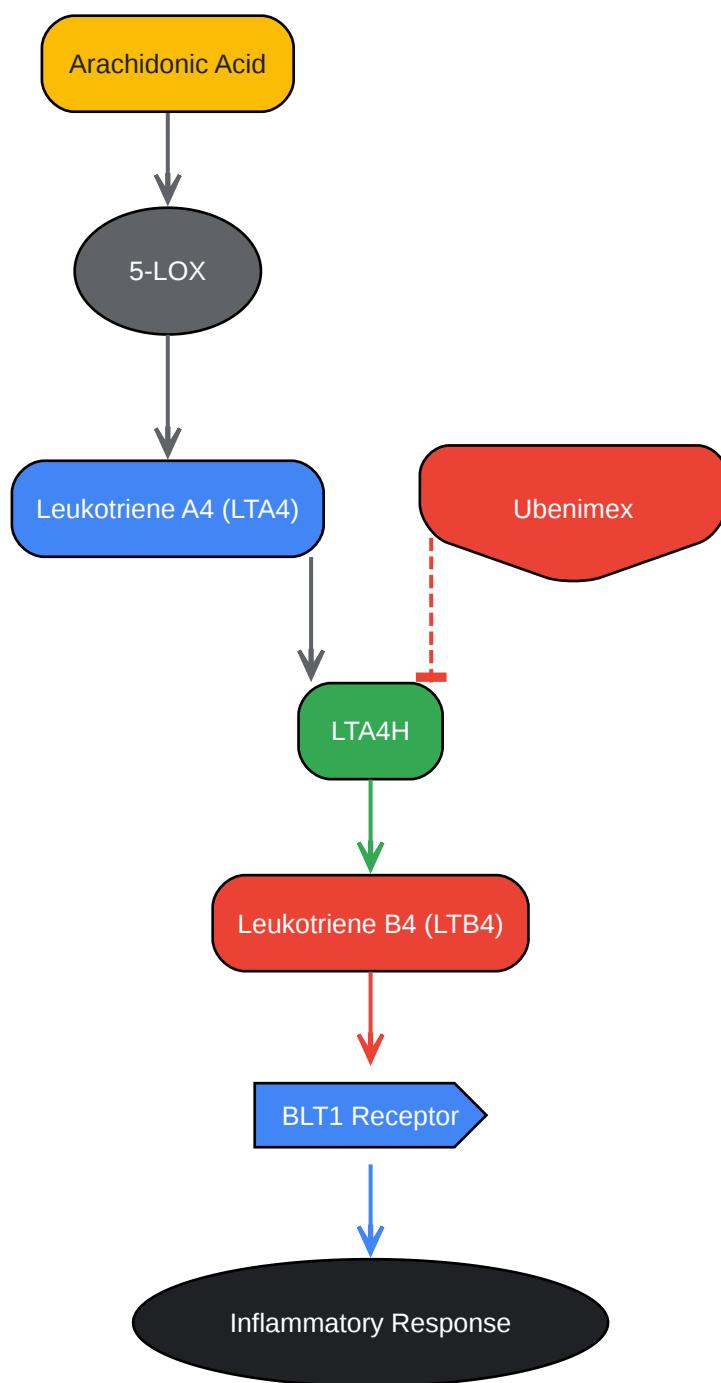 Arachidonic Acid
5-LOX
Leukotriene A4 (LTA4)
Ubenimex
LTA4H
Leukotriene B4 (LTB4)
BLT1 Receptor
Inflammatory Response